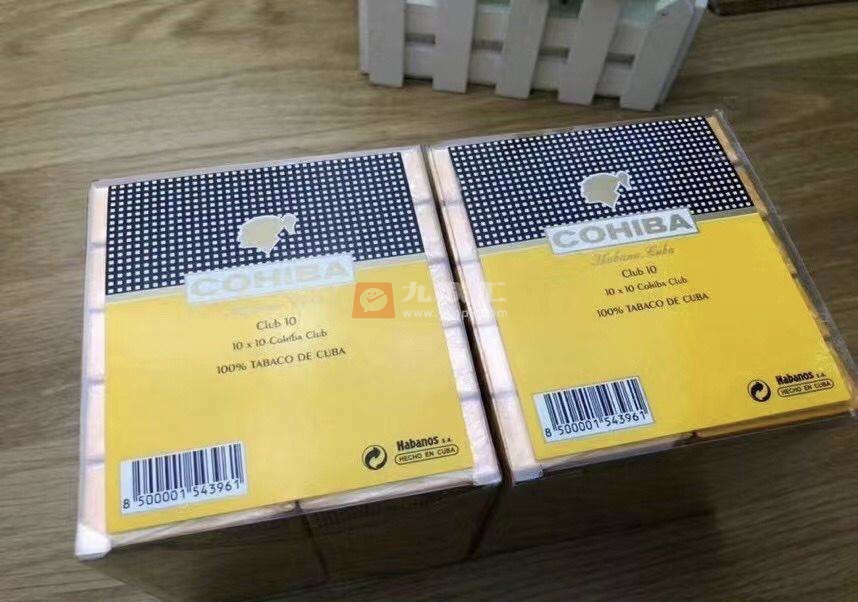 COHIBA
Club 10
10 x 10 Cohiba Club
100% TABACO DE CUBA
8 500001 543961
Habanos s.a.
HECHO EN CUBA
COHIBA
Habana, Cuba
Club 10
10 x 10 Cohiba Club
100% TABACO DE CUBA
8 500001 543961
Habanos s.a.
HECHO EN CUBA